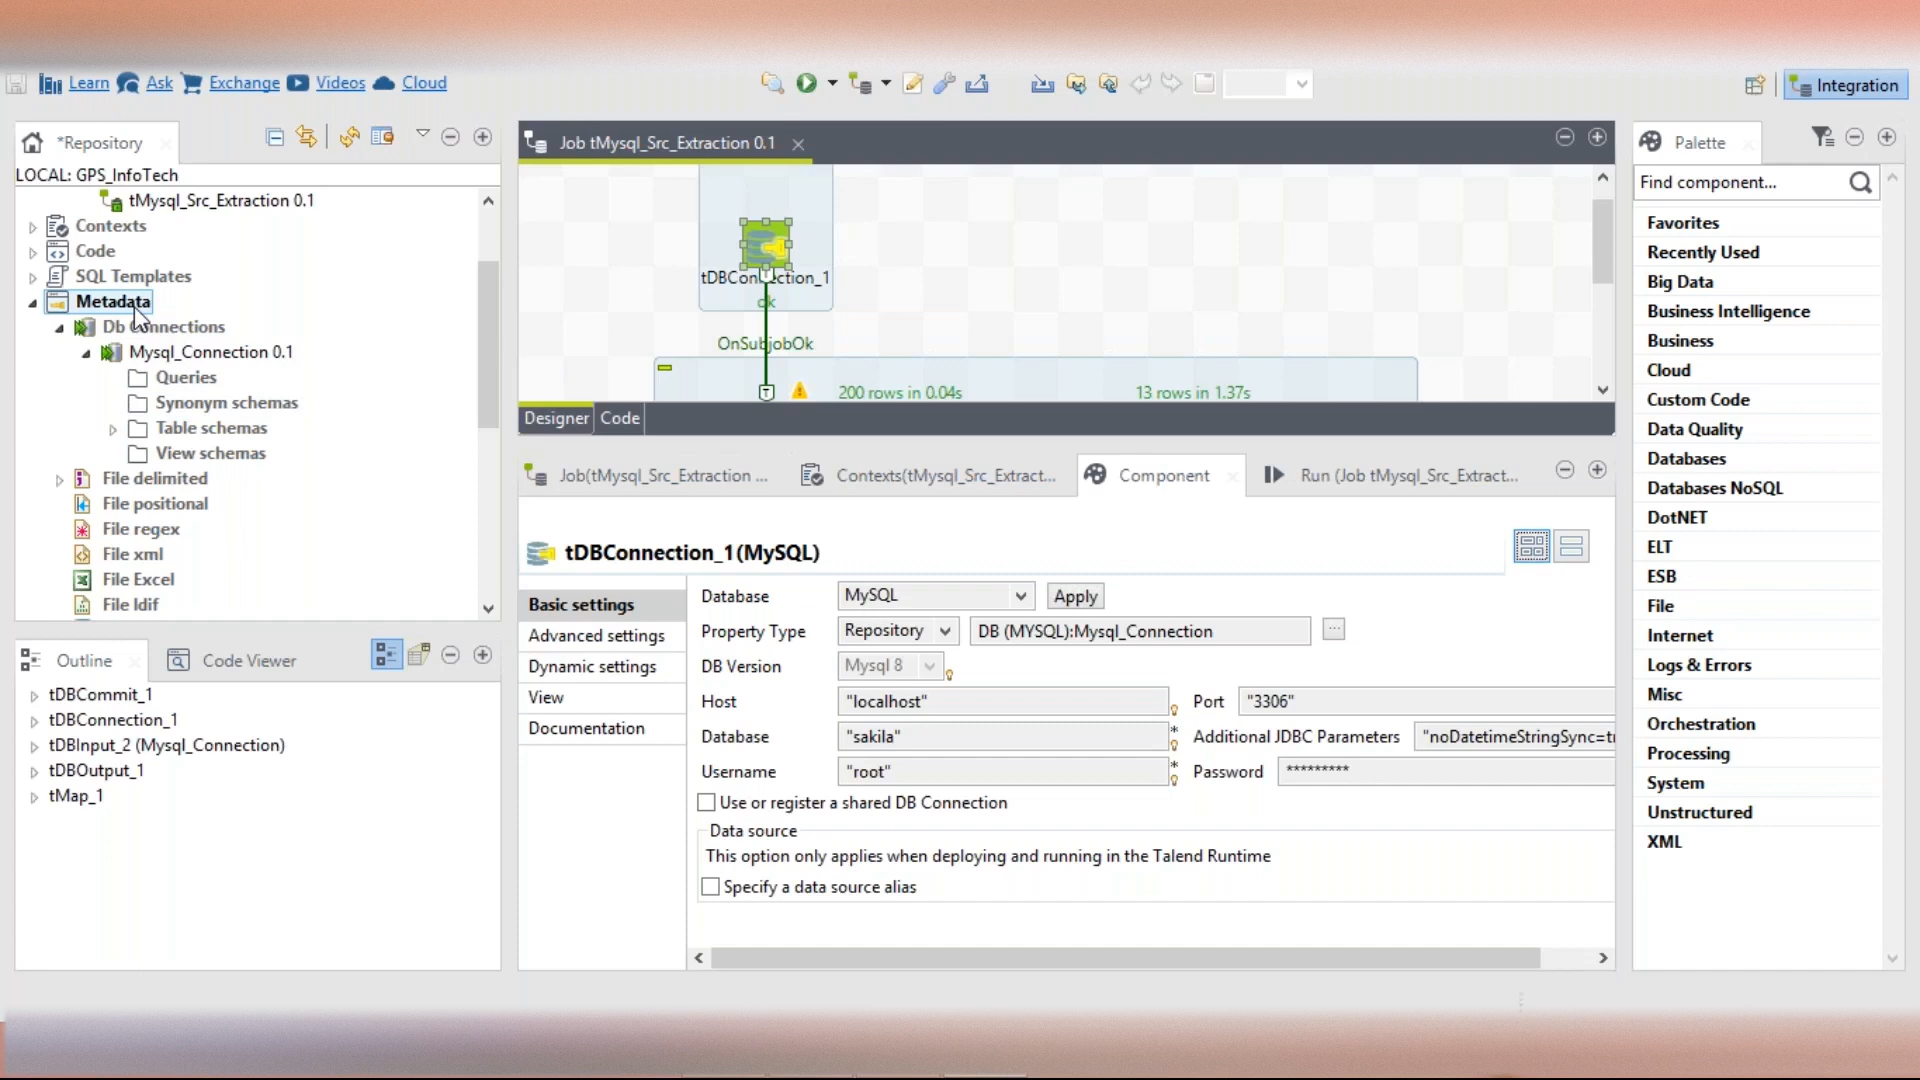 Learn Ask Exchange Videos Cloud
Integration
*Repository
LOCAL: GPS_InfoTech
tMysql_Src_Extraction 0.1
Contexts
Code
SQL Templates
Metadata
Db Connections
Mysql_Connection 0.1
Queries
Synonym schemas
Table schemas
View schemas
File delimited
File positional
File regex
File xml
File Excel
File ldif
Outline
Code Viewer
tDBCommit_1
tDBConnection_1
tDBInput_2 (Mysql_Connection)
tDBOutput_1
tMap_1
Job tMysql_Src_Extraction 0.1
tDBConnection_1
ok
OnSubjobOk
200 rows in 0.04s
13 rows in 1.37s
Designer Code
Job(tMysql_Src_Extraction ...
Contexts(tMysql_Src_Extract...
Component
Run (Job tMysql_Src_Extract...
tDBConnection_1(MySQL)
Basic settings
Advanced settings
Dynamic settings
View
Documentation
Database MySQL Apply
Property Type Repository DB (MYSQL):Mysql_Connection ...
DB Version Mysql 8
Host "localhost" Port "3306"
Database "sakila" * Additional JDBC Parameters "noDatetimeStringSync=tr
Username "root" * Password *********
Use or register a shared DB Connection
Data source
This option only applies when deploying and running in the Talend Runtime
Specify a data source alias
Palette
Find component...
Favorites
Recently Used
Big Data
Business Intelligence
Business
Cloud
Custom Code
Data Quality
Databases
Databases NoSQL
DotNET
ELT
ESB
File
Internet
Logs & Errors
Misc
Orchestration
Processing
System
Unstructured
XML